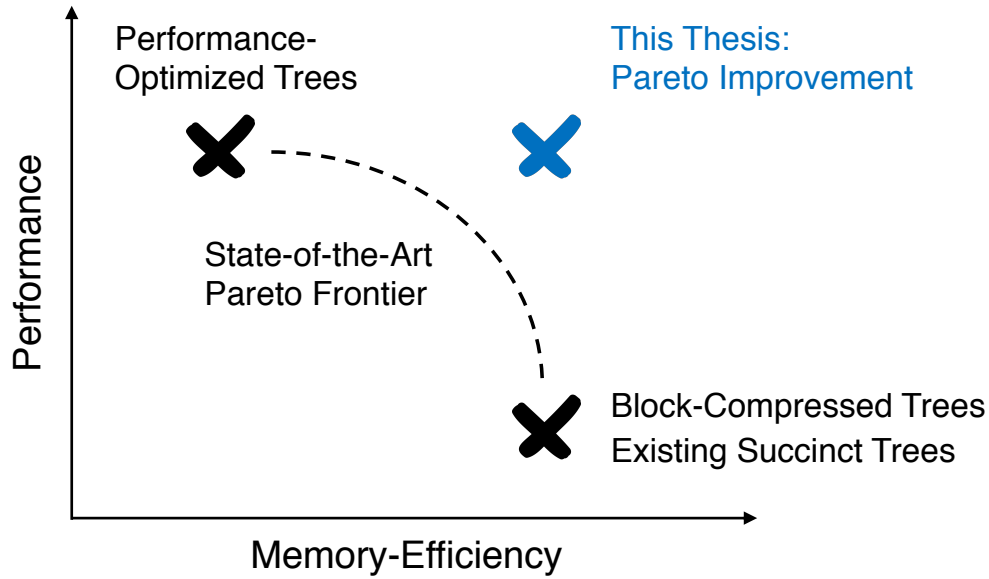 Performance-
Optimized Trees
This Thesis:
Pareto Improvement
Performance
State-of-the-Art
Pareto Frontier
Block-Compressed Trees
Existing Succinct Trees
Memory-Efficiency